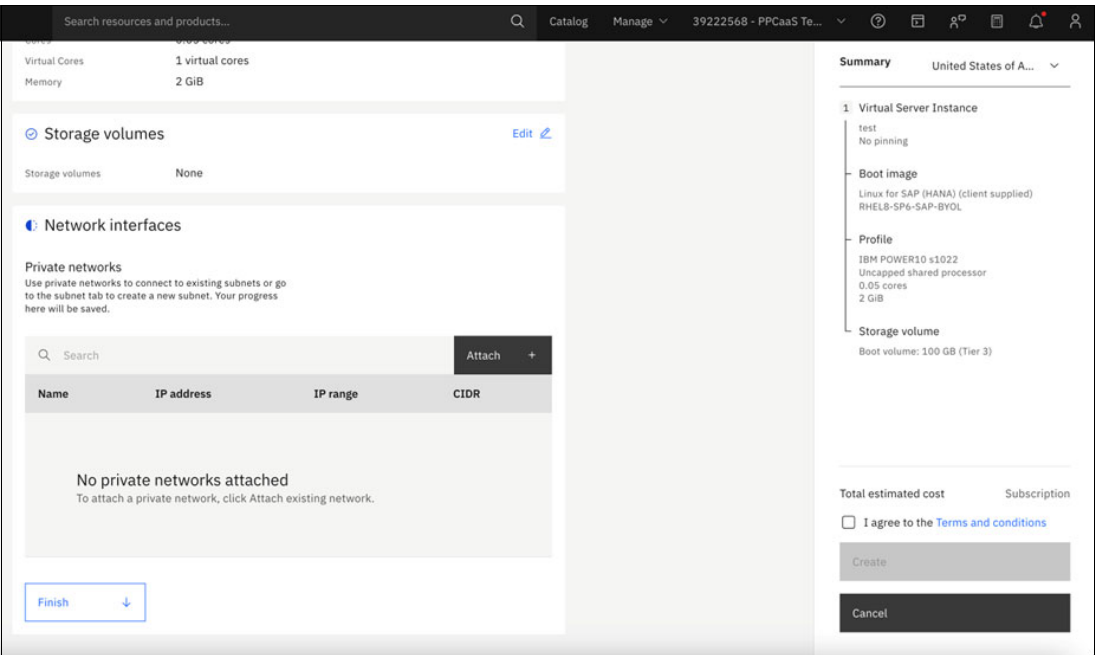 Search resources and products...
Catalog
Manage
39222568 - PPCaaS Te...
Cores
0.05 cores
Virtual Cores
1 virtual cores
Memory
2 GiB
Storage volumes
Edit
Storage volumes
None
Network interfaces
Private networks
Use private networks to connect to existing subnets or go
to the subnet tab to create a new subnet. Your progress
here will be saved.
Search
Attach +
Name
IP address
IP range
CIDR
No private networks attached
To attach a private network, click Attach existing network.
Finish
Summary
United States of A...
1 Virtual Server Instance
test
No pinning
Boot image
Linux for SAP (HANA) (client supplied)
RHEL8-SP6-SAP-BYOL
Profile
IBM POWER10 s1022
Uncapped shared processor
0.05 cores
2 GiB
Storage volume
Boot volume: 100 GB (Tier 3)
Total estimated cost
Subscription
I agree to the Terms and conditions
Create
Cancel